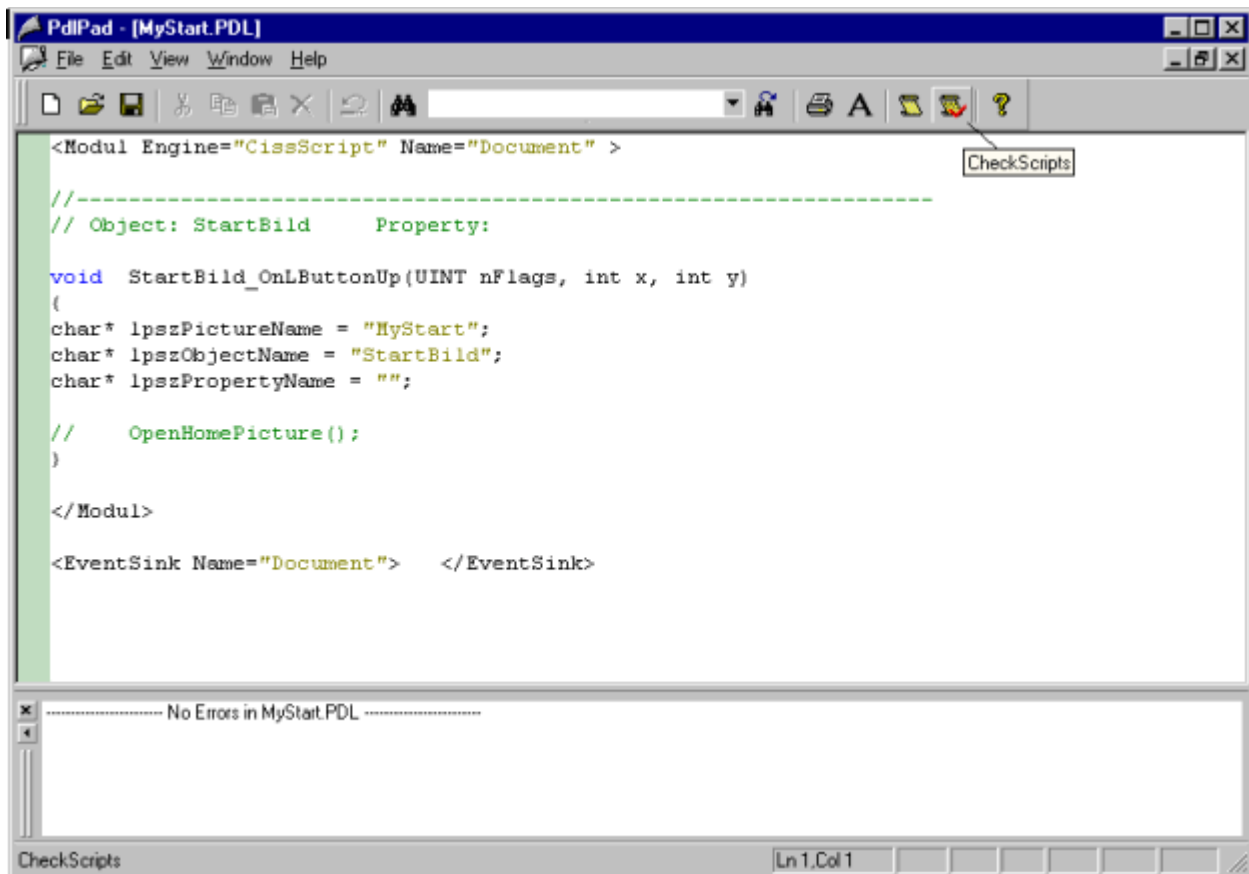 PdlPad - [MyStart.PDL]
File Edit View Window Help
<Modul Engine="CissScript" Name="Document" >
CheckScripts
//------------------------------------------------------------------
// Object: StartBild     Property:
void  StartBild_OnLButtonUp(UINT nFlags, int x, int y)
{
char* lpszPictureName = "MyStart";
char* lpszObjectName = "StartBild";
char* lpszPropertyName = "";
//     OpenHomePicture();
}
</Modul>
<EventSink Name="Document">   </EventSink>
------------------------- No Errors in MyStart.PDL -------------------------
CheckScripts
Ln 1,Col 1